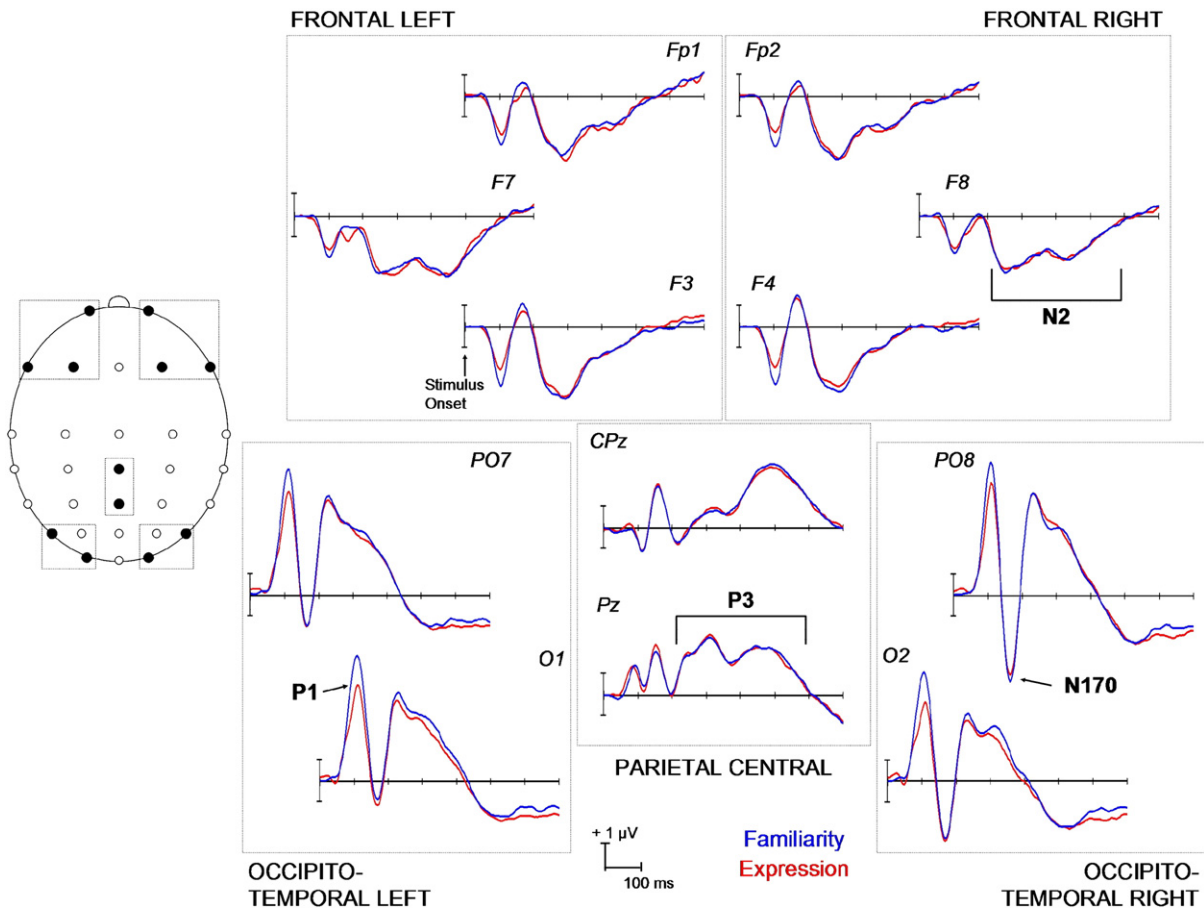 FRONTAL LEFT
FRONTAL RIGHT
Fp1
Fp2
F7
F8
F3
F4
N2
Stimulus
Onset
CPz
PO7
PO8
Pz
P3
O1
O2
P1
N170
PARIETAL CENTRAL
+ 1 µV
100 ms
Familiarity
Expression
OCCIPITO-
TEMPORAL LEFT
OCCIPITO-
TEMPORAL RIGHT